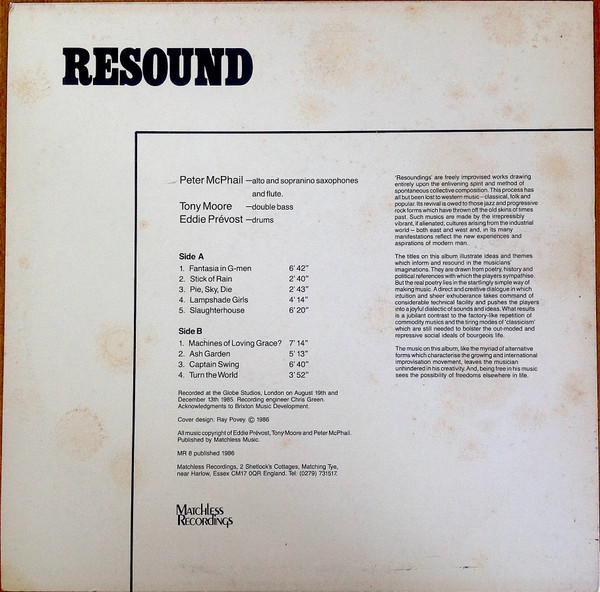 RESOUND
Peter McPhail —alto and sopranino saxophones
and flute.
Tony Moore —double bass
Eddie Prévost —drums
Side A
1. Fantasia in G-men 6' 42"
2. Stick of Rain 2' 40"
3. Pie, Sky, Die 2' 43"
4. Lampshade Girls 4' 14"
5. Slaughterhouse 6' 20"
Side B
1. Machines of Loving Grace? 7' 14"
2. Ash Garden 5' 13"
3. Captain Swing 6' 40"
4. Turn the World 3' 52"
Recorded at the Globe Studios, London on August 19th and
December 13th 1985. Recording engineer Chris Green.
Acknowledgments to Brixton Music Development.
Cover design: Ray Povey © 1986
All music copyright of Eddie Prévost, Tony Moore and Peter McPhail.
Published by Matchless Music.
MR 8 published 1986
Matchless Recordings, 2 Shetlock's Cottages, Matching Tye,
near Harlow, Essex CM17 0QR England. Tel: (0279) 731517.
MATCHLESS
RECORDINGS
'Resoundings' are freely improvised works drawing
entirely upon the enlivening spirit and method of
spontaneous collective composition. This process has
all but been lost to western music – classical, folk and
popular. Its revival is owed to those jazz and progressive
rock forms which have thrown off the old skins of times
past. Such musics are made by the irrepressibly
vibrant, if alienated, cultures arising from the industrial
world – both east and west and, in its many
manifestations reflect the new experiences and
aspirations of modern man.
The titles on this album illustrate ideas and themes
which inform and resound in the musicians'
imaginations. They are drawn from poetry, history and
political references with which the players sympathise.
But the real poetry lies in the startlingly simple way of
making music. A direct and creative dialogue in which
intuition and sheer exhuberance takes command of
considerable technical facility and pushes the players
into a joyful dialectic of sounds and ideas. What results
is a jubilant contrast to the factory-like repetition of
commodity musics and the tiring modes of 'classicism'
which are still needed to bolster the out-moded and
repressive social ideals of bourgeois life.
The music on this album, like the myriad of alternative
forms which characterise the growing and international
improvisation movement, leaves the musician
unhindered in his creativity. And, being free in his music
sees the possibility of freedoms elsewhere in life.